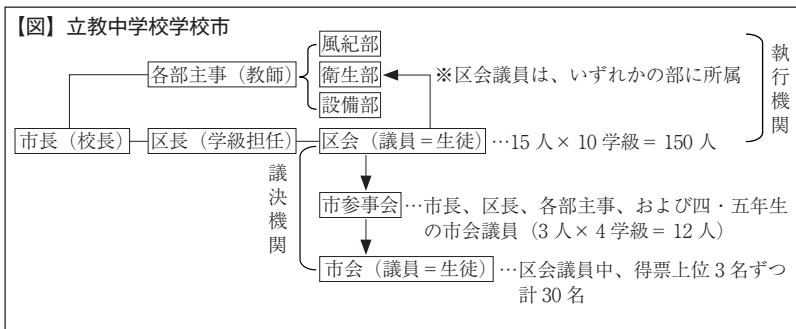 【図】立教中学校学校市
風紀部
各部主事（教師）
衛生部
※区会議員は、いずれかの部に所属
設備部
執行機関
市長（校長）
区長（学級担任）
区会（議員＝生徒）
…15人×10学級＝150人
議決機関
市参事会
…市長、区長、各部主事、および四・五年生
の市会議員（3人×4学級＝12人）
市会（議員＝生徒）
…区会議員中、得票上位3名ずつ
計30名